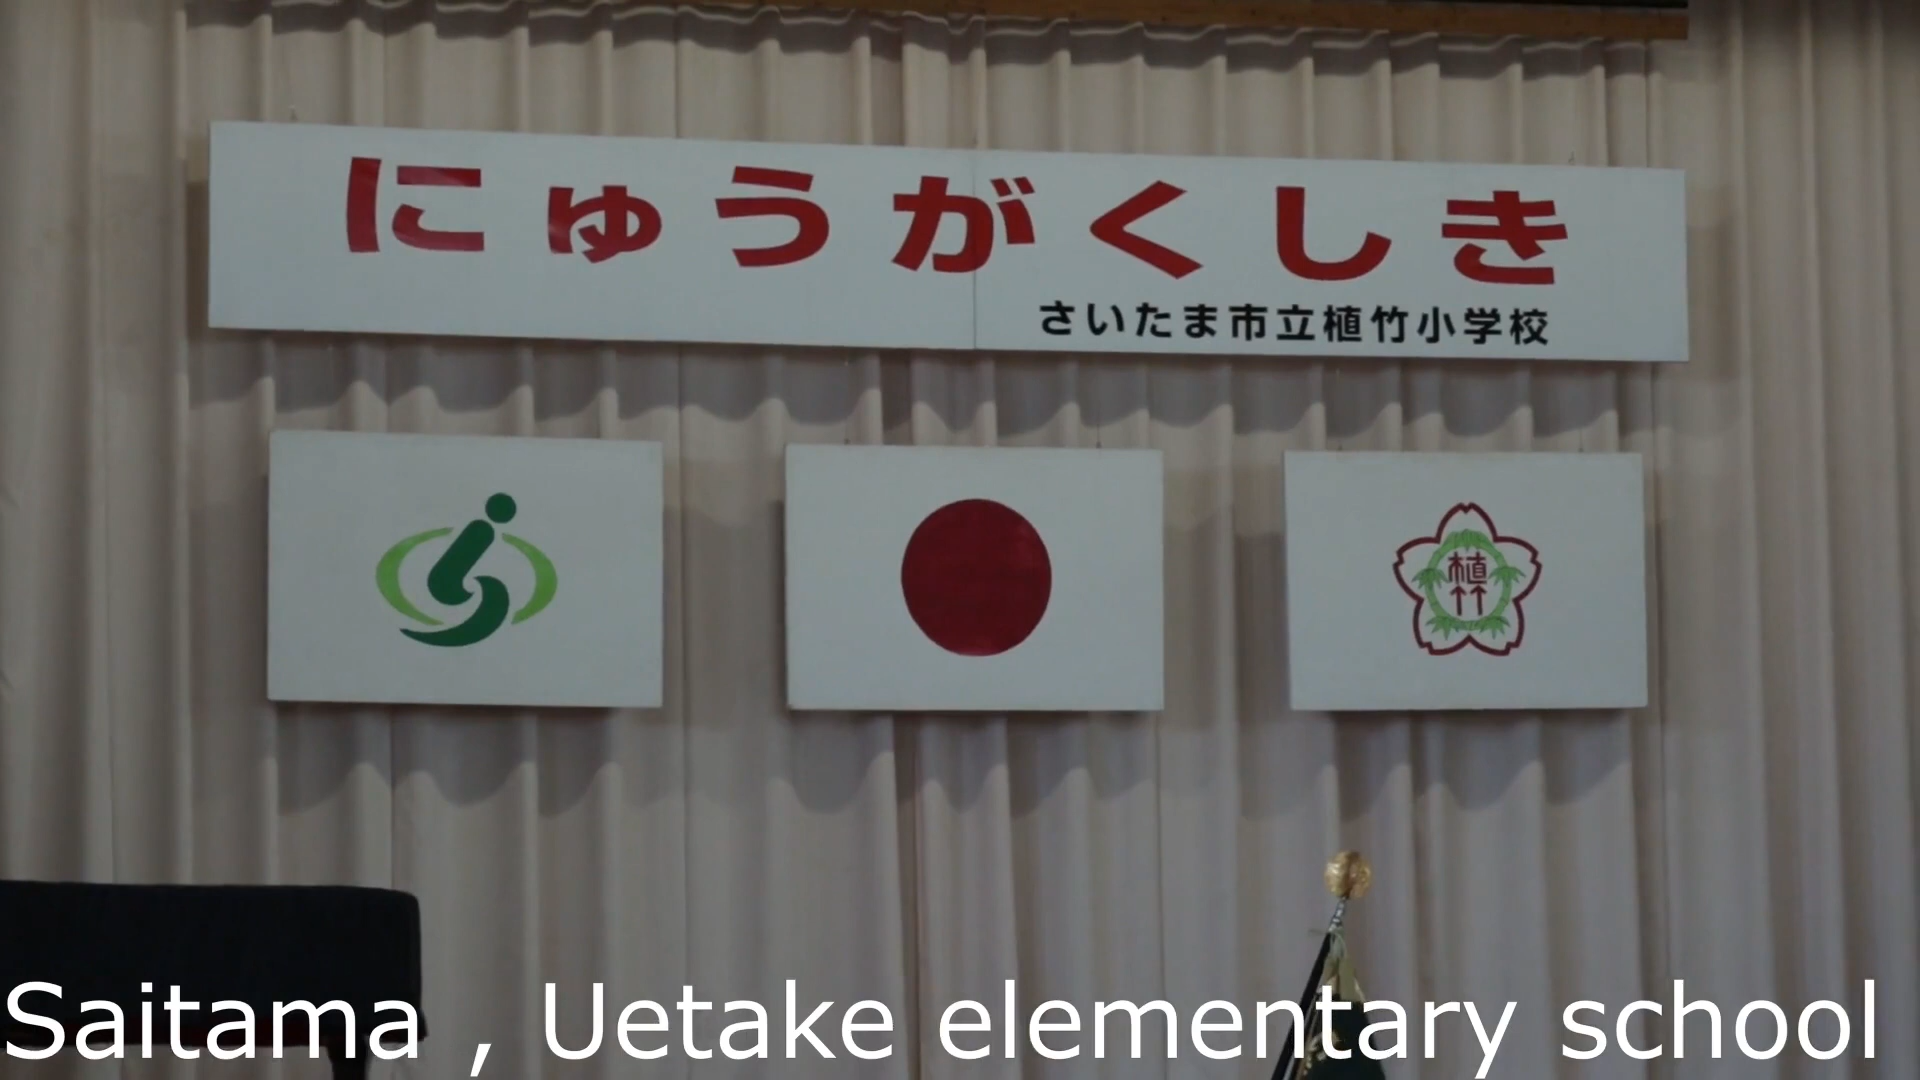 にゅうがくしき
さいたま市立植竹小学校
植
竹
Saitama , Uetake elementary school